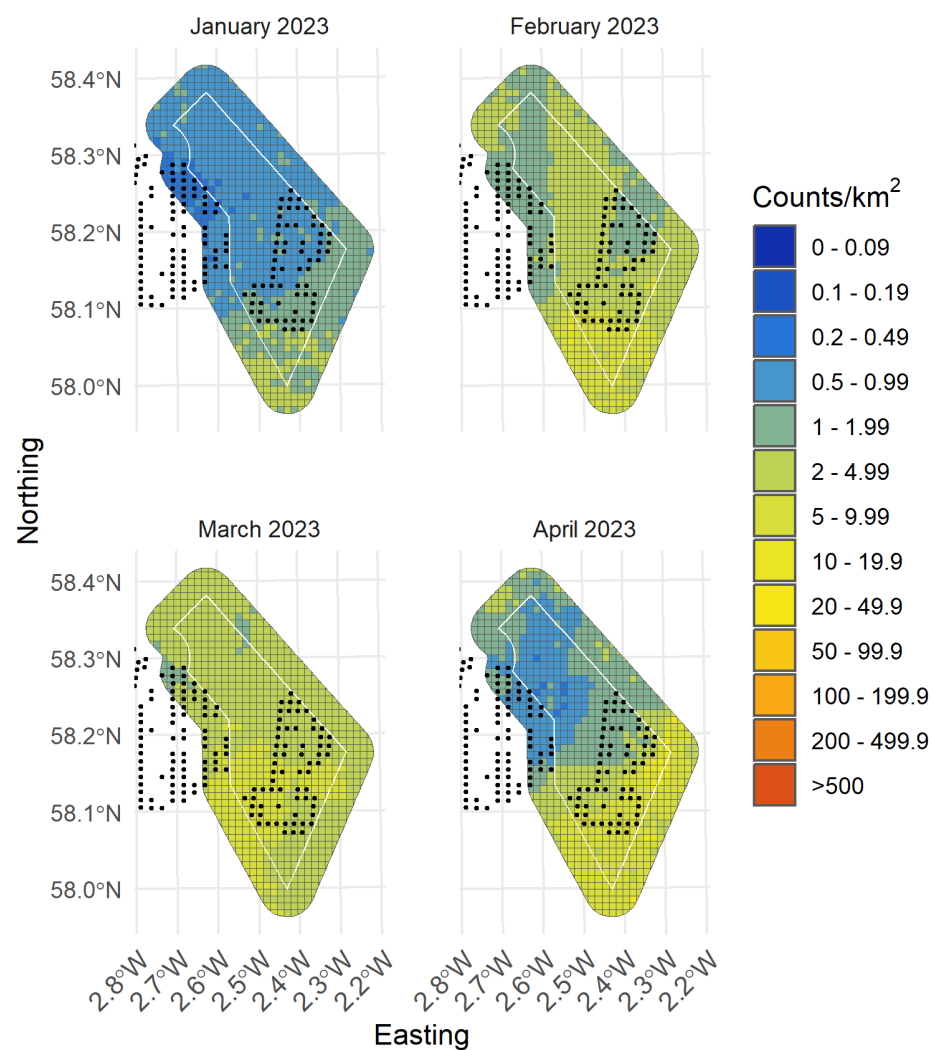 January 2023
February 2023
58.4°N
58.3°N
58.2°N
58.1°N
58.0°N
Northing
March 2023
April 2023
58.4°N
58.3°N
58.2°N
58.1°N
58.0°N
2.8°W
2.7°W
2.6°W
2.5°W
2.4°W
2.3°W
2.2°W
2.8°W
2.7°W
2.6°W
2.5°W
2.4°W
2.3°W
2.2°W
Easting
Counts/km²
0 - 0.09
0.1 - 0.19
0.2 - 0.49
0.5 - 0.99
1 - 1.99
2 - 4.99
5 - 9.99
10 - 19.9
20 - 49.9
50 - 99.9
100 - 199.9
200 - 499.9
>500